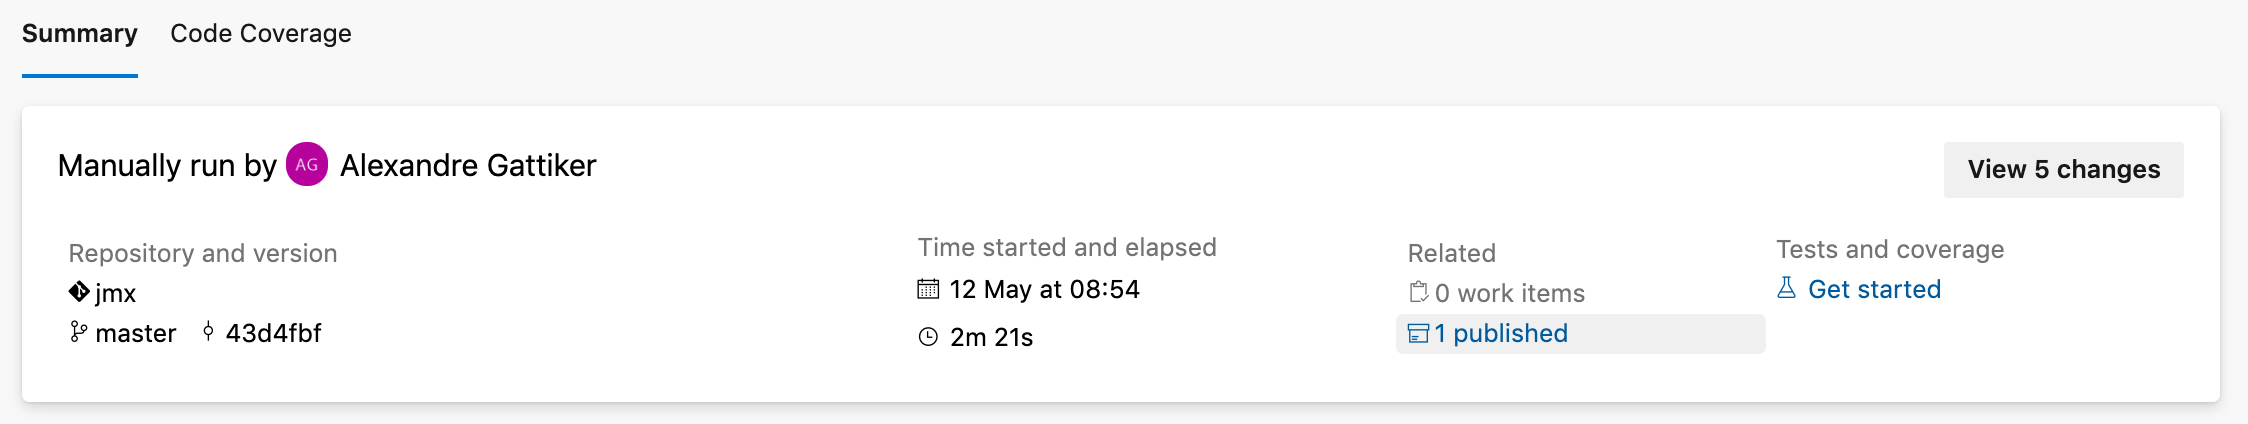 Summary Code Coverage
Manually run by AG Alexandre Gattiker
View 5 changes
Repository and version
jmx
master 43d4fbf
Time started and elapsed
12 May at 08:54
2m 21s
Related
0 work items
1 published
Tests and coverage
Get started